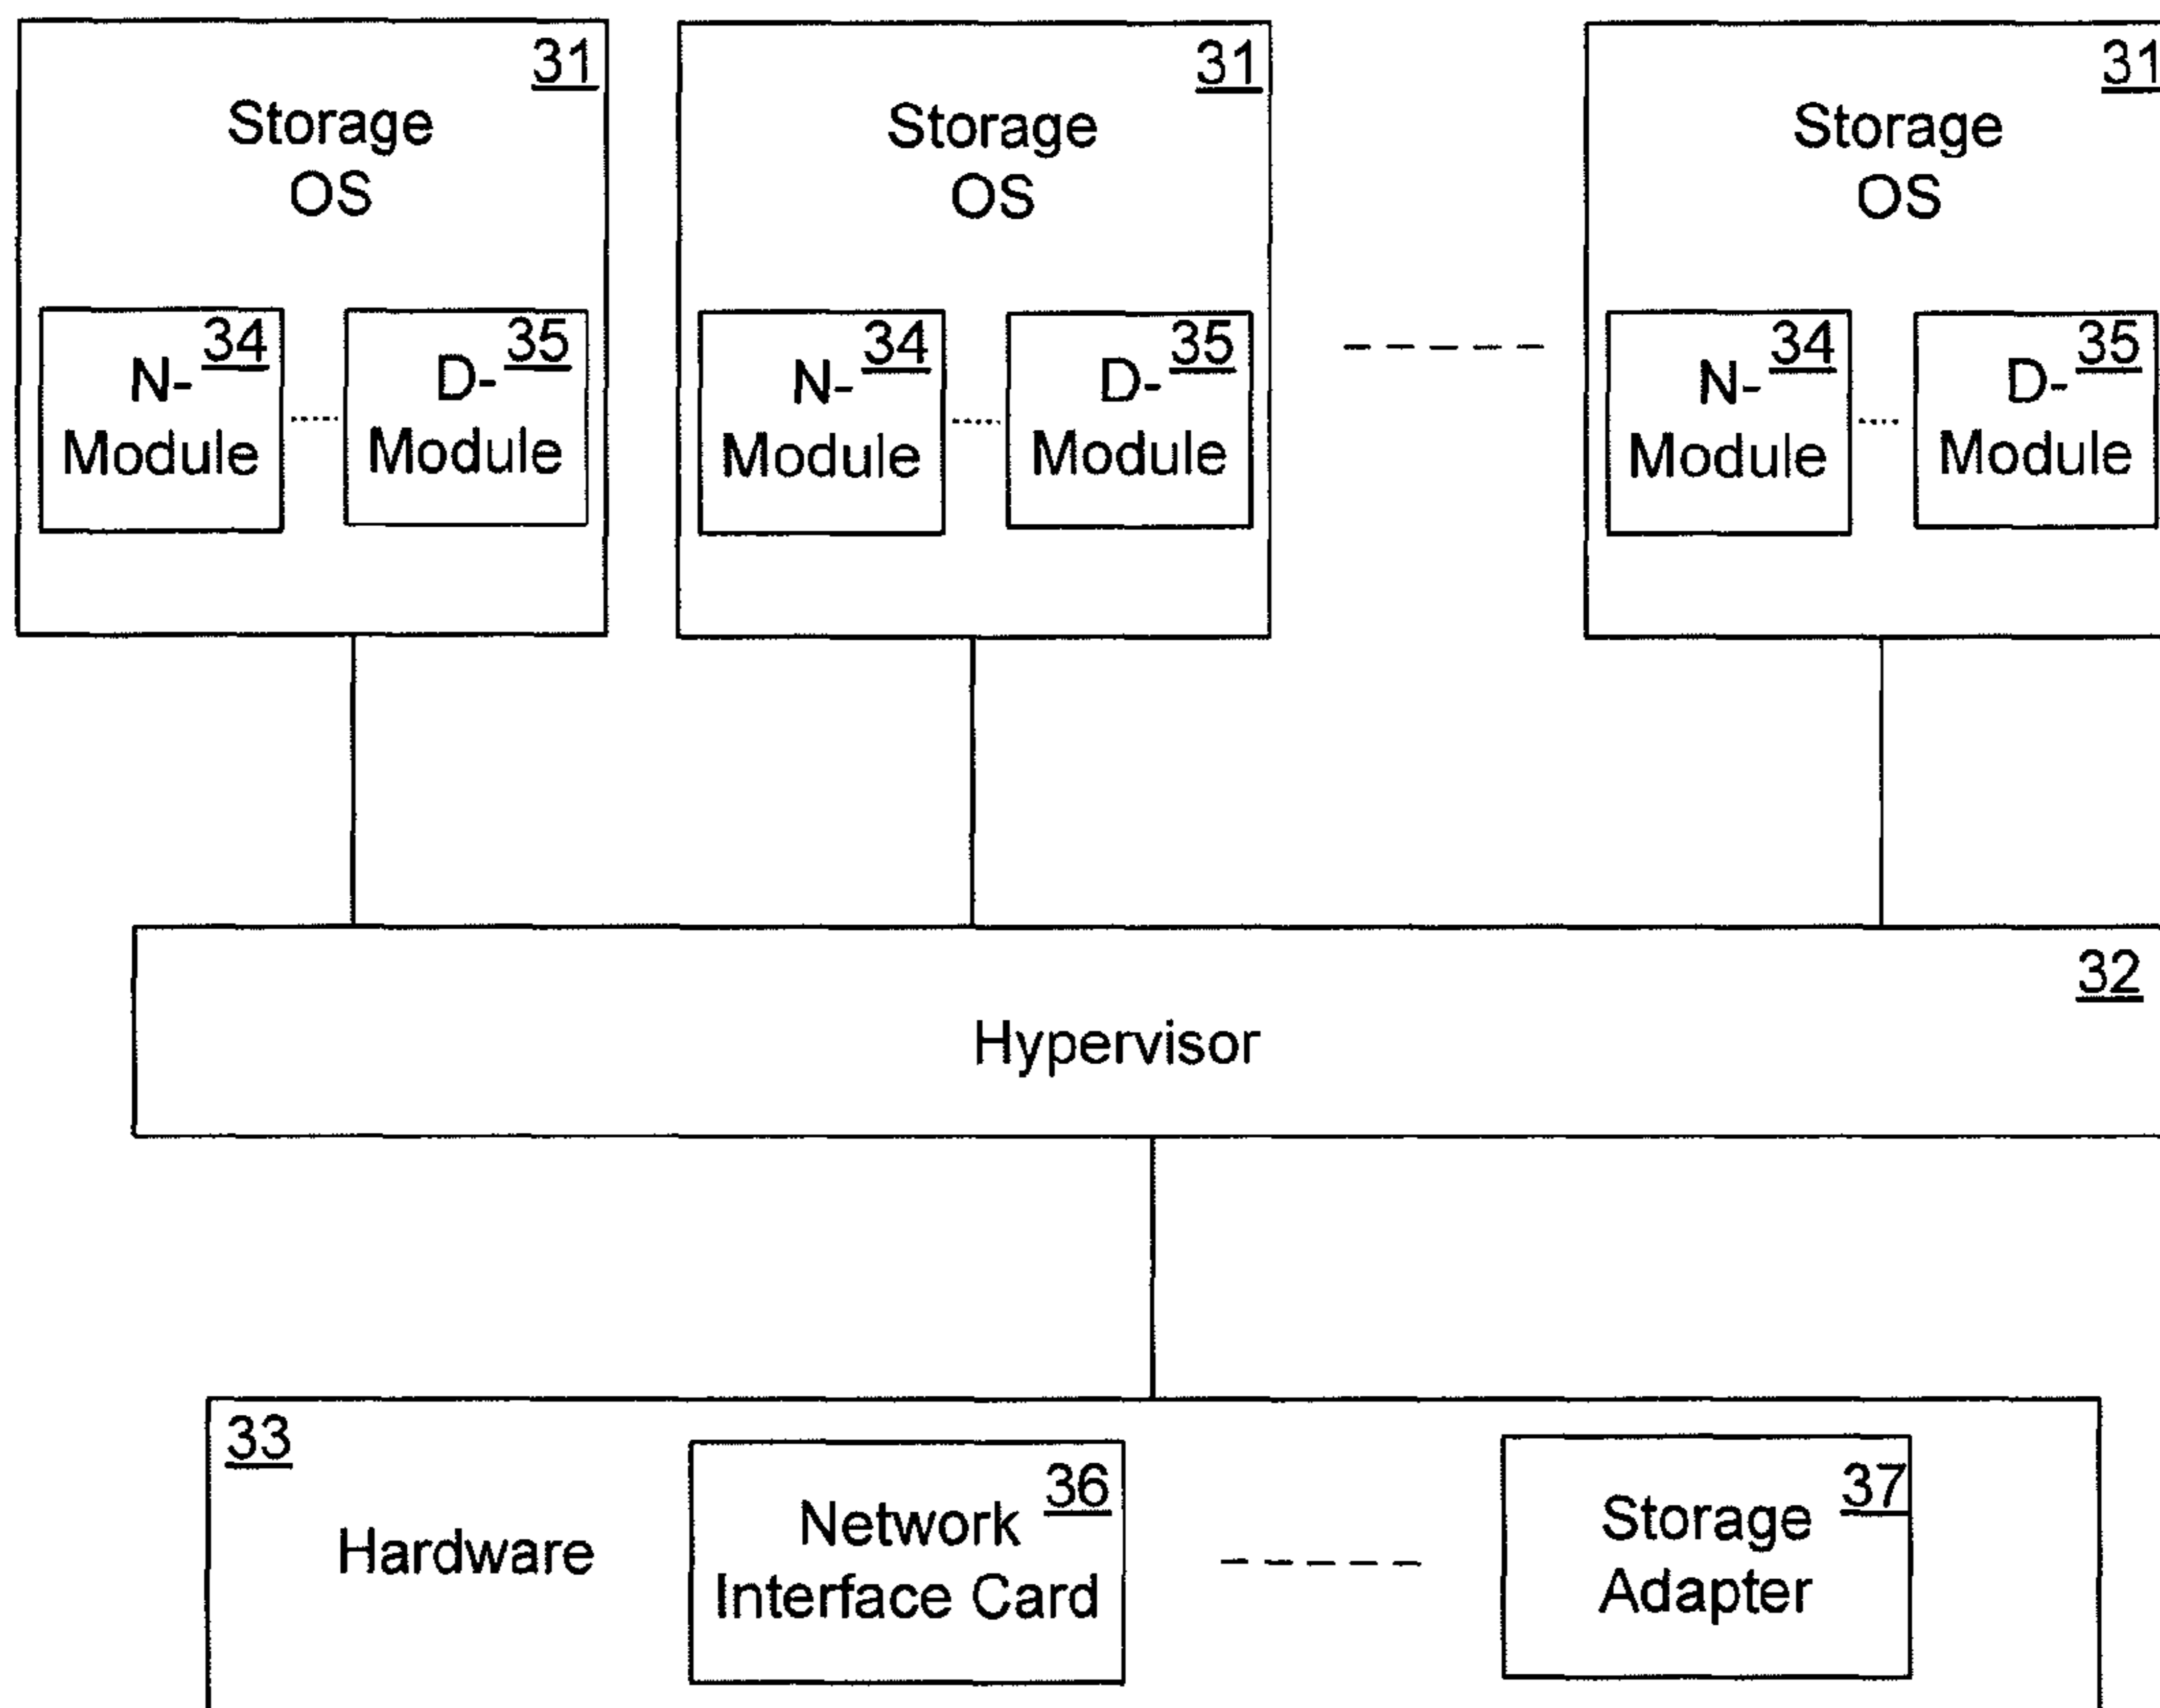 31
Storage
OS
34
N-
Module
35
D-
Module
31
Storage
OS
34
N-
Module
35
D-
Module
31
Storage
OS
34
N-
Module
35
D-
Module
32
Hypervisor
33
Hardware
36
Network
Interface Card
37
Storage
Adapter